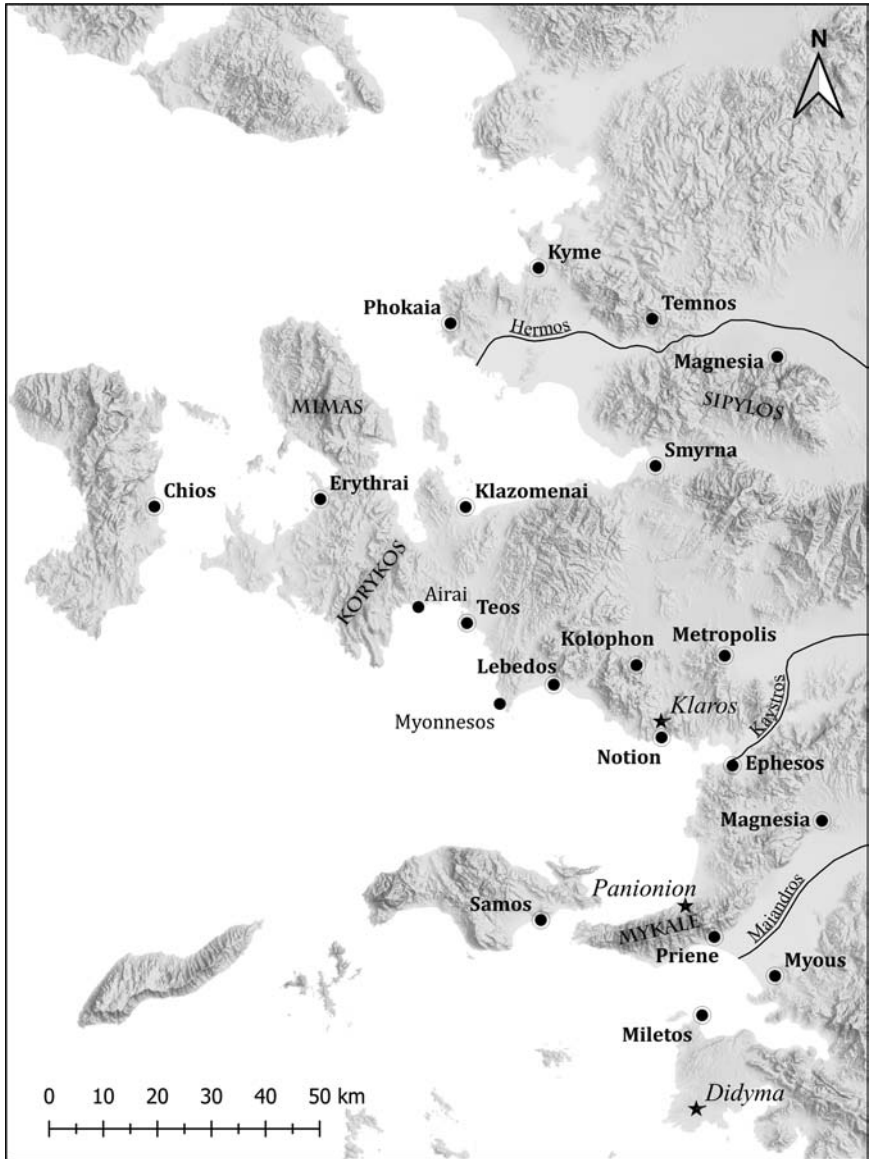 N
Kyme
Phokaia
Temnos
Hermos
Magnesia
MIMAS
SIPYLOS
Smyrna
Chios
Erythrai
Klazomenai
KORYKOS
Airai
Teos
Kolophon
Metropolis
Lebedos
Kaystros
Klaros
Myonnesos
Notion
Ephesos
Magnesia
Maiandros
Panionion
Samos
MYKALE
Priene
Myous
Miletos
0 10 20 30 40 50 km
Didyma